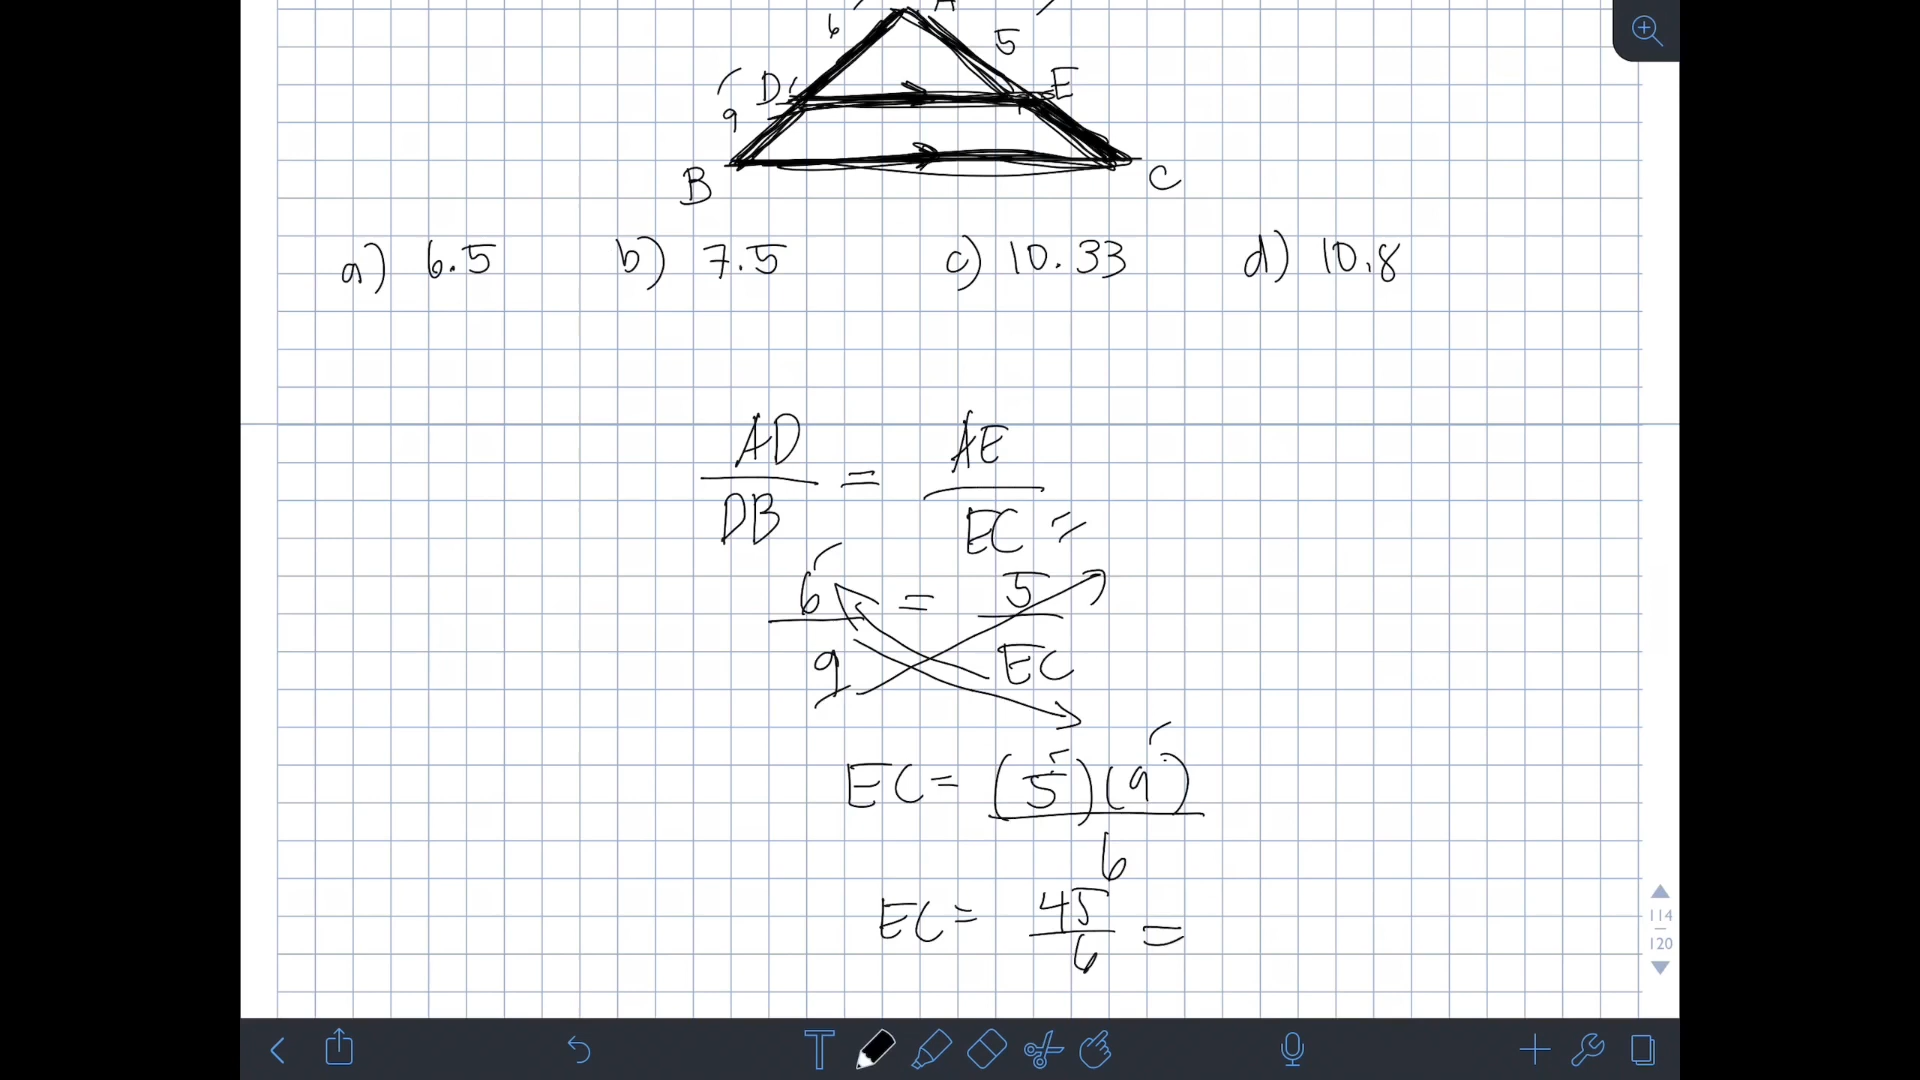 A
6 5
D E
9
B C
a) 6.5 b) 7.5 c) 10.33 d) 10.8
AD = AE
DB EC =
6 = 5
9 EC
EC = (5)(9)
6
EC = 45 =
6
114
120
T